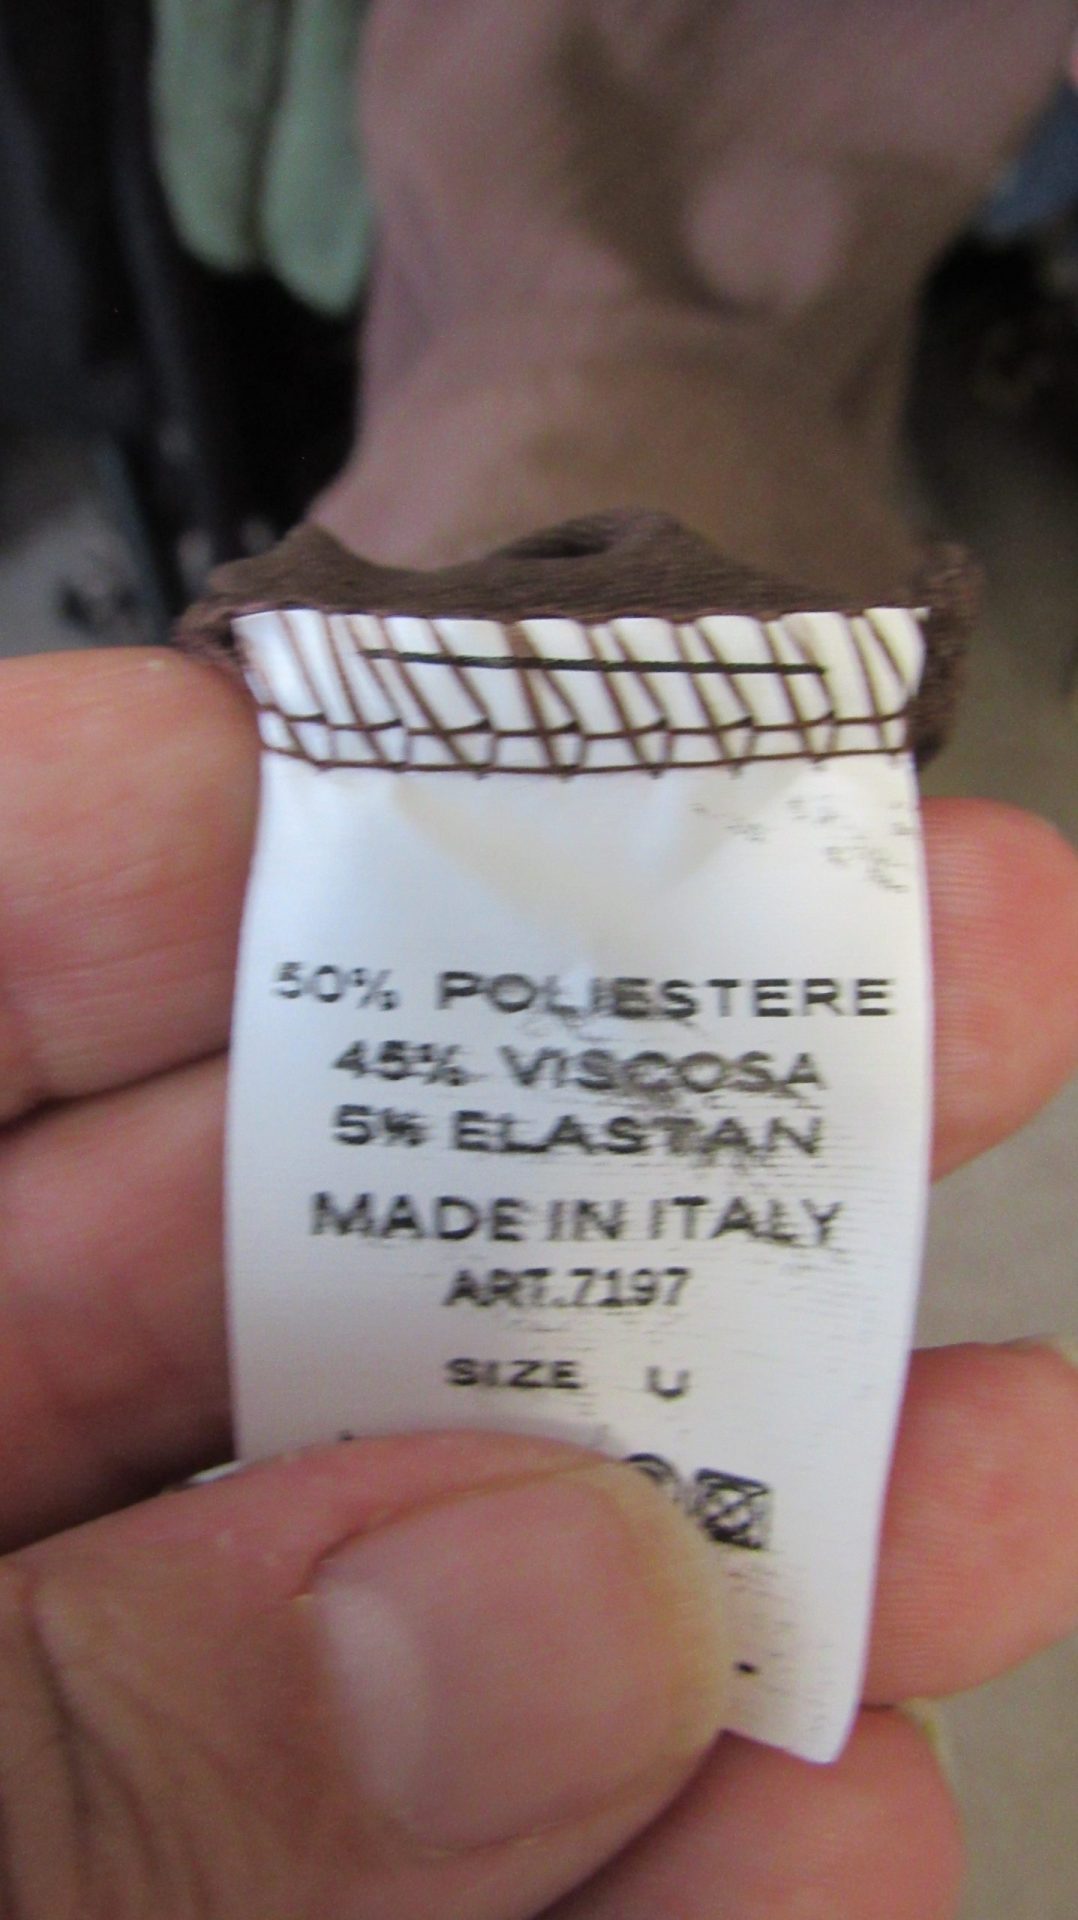 50% POLIESTERE
45% VISCOSA
5% ELASTAN
MADE IN ITALY
ART.7197
SIZE U